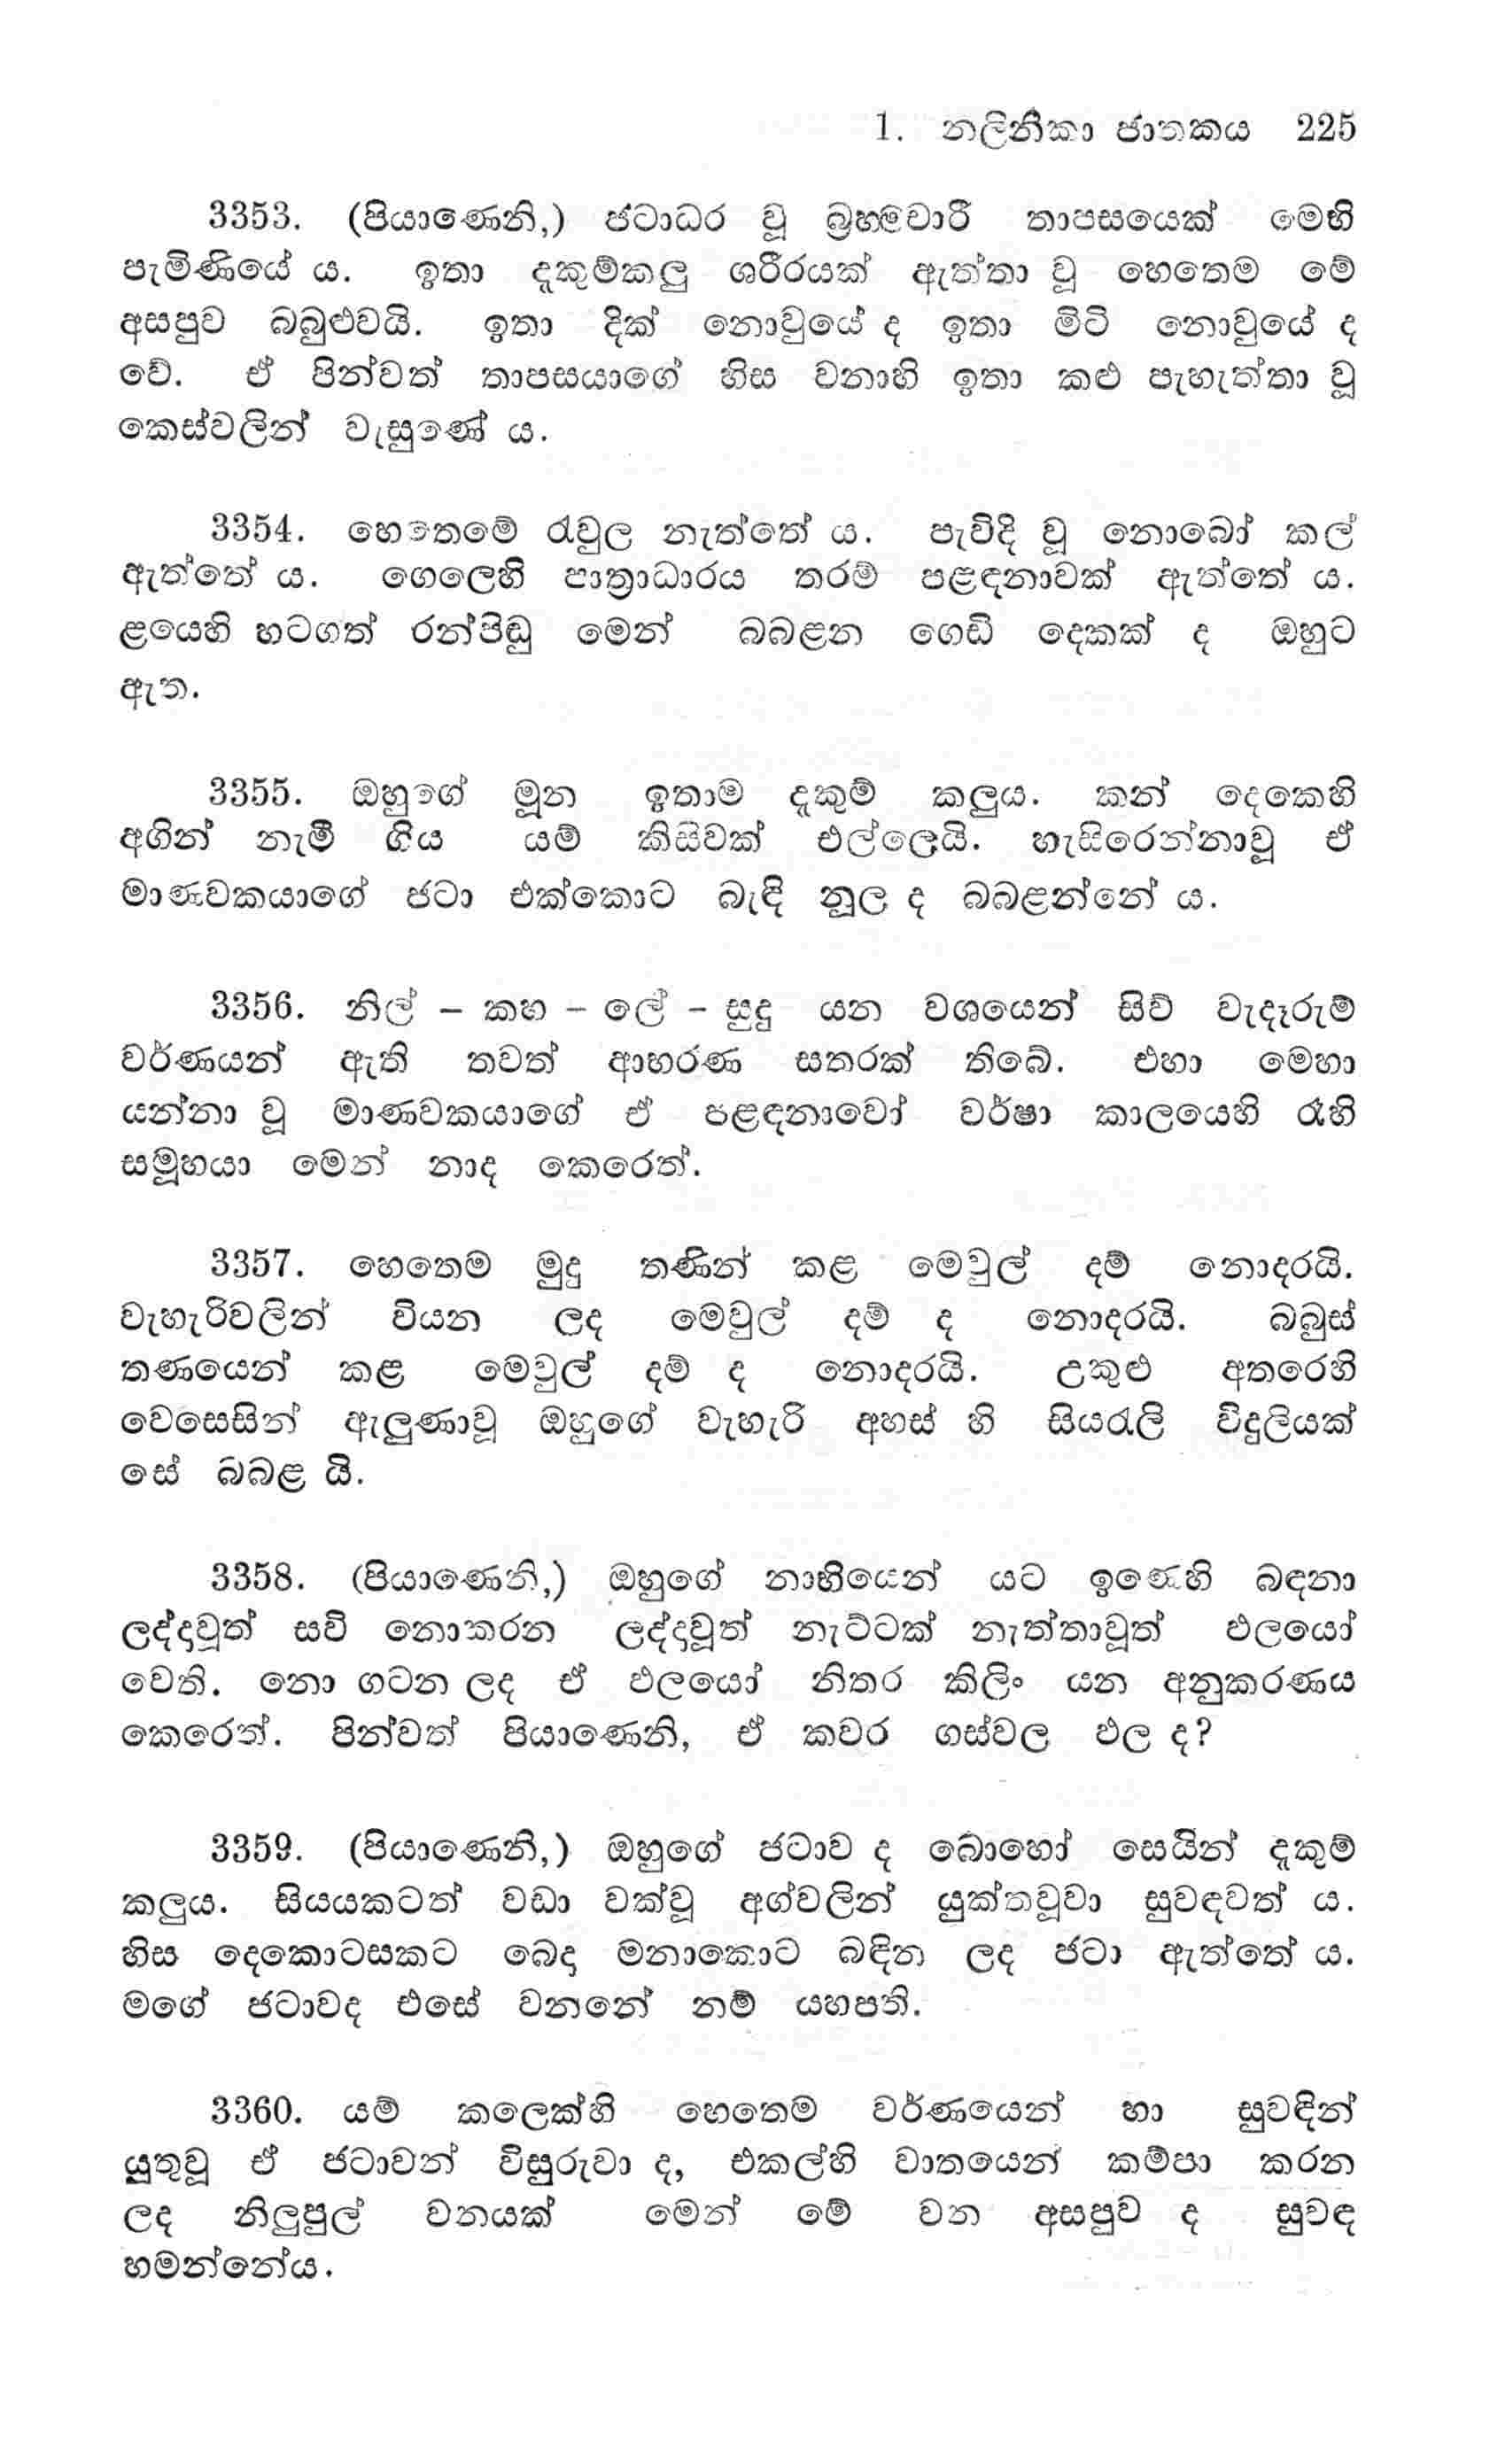 1. නලිනීකා ජාතකය 225
3353. (පියාණෙනි,) ජටාධර වූ බ්‍රහ්මචාරී තාපසයෙක් මෙහි
පැමිණියේ ය. ඉතා දැකුම්කලු ශරීරයක් ඇත්තා වූ හෙතෙම මේ
අසපුව බබුළුවයි. ඉතා දික් නොවුයේ ද ඉතා මිටි නොවුයේ ද
වේ. ඒ පින්වත් තාපසයාගේ හිස වනාහි ඉතා කළු පැහැත්තා වූ
කෙස්වලින් වැසුණේ ය.
3354. හෙතෙමේ රැවුල නැත්තේ ය. පැවිදි වූ නොබෝ කල්
ඇත්තේ ය. ගෙලෙහි පාත්‍රාධාරය තරම් පළඳනාවක් ඇත්තේ ය.
ළයෙහි හටගත් රන්පිඬු මෙන් බබළන ගෙඩි දෙකක් ද ඔහුට
ඇත.
3355. ඔහුගේ මූන ඉතාම දැකුම් කලුය. කන් දෙකෙහි
අගින් නැමී ගිය යම් කිසිවක් එල්ලෙයි. හැසිරෙන්නාවූ ඒ
මාණවකයාගේ ජටා එක්කොට බැඳි නූල ද බබළන්නේ ය.
3356. නිල් – කහ – ලේ – සුදු යන වශයෙන් සිව් වැදෑරුම්
වර්ණයන් ඇති තවත් ආභරණ සතරක් තිබේ. එහා මෙහා
යන්නා වූ මාණවකයාගේ ඒ පළඳනාවෝ වර්ෂා කාලයෙහි රෑහි
සමූහයා මෙන් නාද කෙරෙත්.
3357. හෙතෙම මුදු තණින් කළ මෙවුල් දම් නොදරයි.
වැහැරිවලින් වියන ලද මෙවුල් දම් ද නොදරයි. බබුස්
තණයෙන් කළ මෙවුල් දම් ද නොදරයි. උකුළු අතරෙහි
වෙසෙසින් ඇලුණාවූ ඔහුගේ වැහැරි අහස් හි සියරැලි විදුලියක්
සේ බබළ යි.
3358. (පියාණෙනි,) ඔහුගේ නාභියෙන් යට ඉණෙහි බඳනා
ලද්දාවූත් සවි නොකරන ලද්දාවූත් නැට්ටක් නැත්තාවූත් ඵලයෝ
වෙති. නො ගටන ලද ඒ ඵලයෝ නිතර කිලිං යන අනුකරණය
කෙරෙත්. පින්වත් පියාණෙනි, ඒ කවර ගස්වල ඵල ද?
3359. (පියාණෙනි,) ඔහුගේ ජටාව ද බොහෝ සෙයින් දැකුම්
කලුය. සියයකටත් වඩා වක්වූ අග්වලින් යුක්තවූවා සුවඳවත් ය.
හිස දෙකොටසකට බෙදා මනාකොට බඳින ලද ජටා ඇත්තේ ය.
මගේ ජටාවද එසේ වනනේ නම් යහපති.
3360. යම් කලෙක්හි හෙතෙම වර්ණයෙන් හා සුවඳින්
යුතුවූ ඒ ජටාවන් විසුරුවා ද, එකල්හි වාතයෙන් කම්පා කරන
ලද නිලුපුල් වනයක් මෙන් මේ වන අසපුව ද සුවඳ
හමන්නේය.